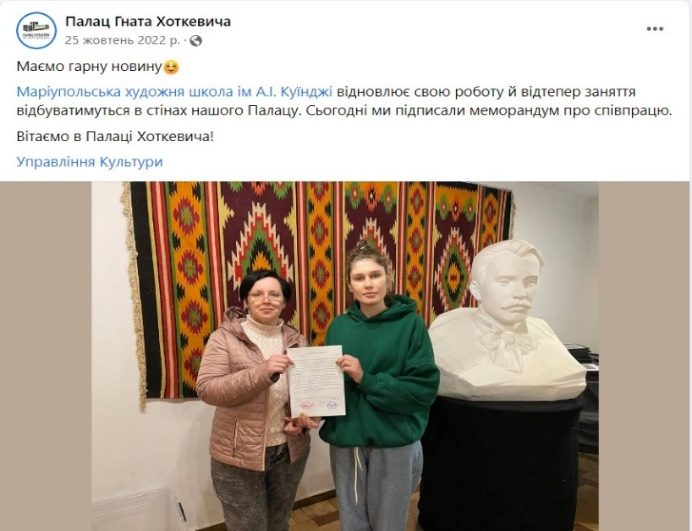 Палац Гната Хоткевича
25 жовтень 2022 р.
Маємо гарну новину
Маріупольська художня школа ім А.І. Куїнджі відновлює свою роботу й відтепер заняття
відбуватимуться в стінах нашого Палацу. Сьогодні ми підписали меморандум про співпрацю.
Вітаємо в Палаці Хоткевича!
Управління Культури